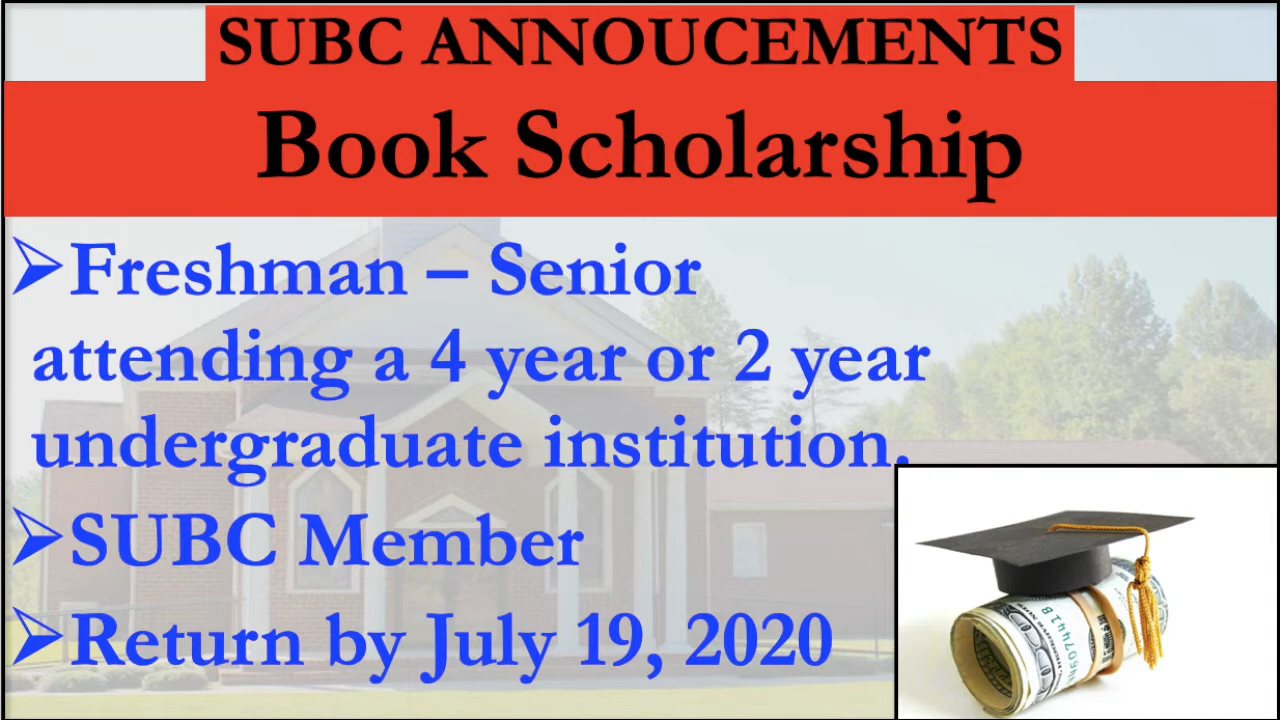 SUBC ANNOUCEMENTS
Book Scholarship
➢Freshman – Senior
attending a 4 year or 2 year
undergraduate institution.
➢SUBC Member
➢Return by July 19, 2020